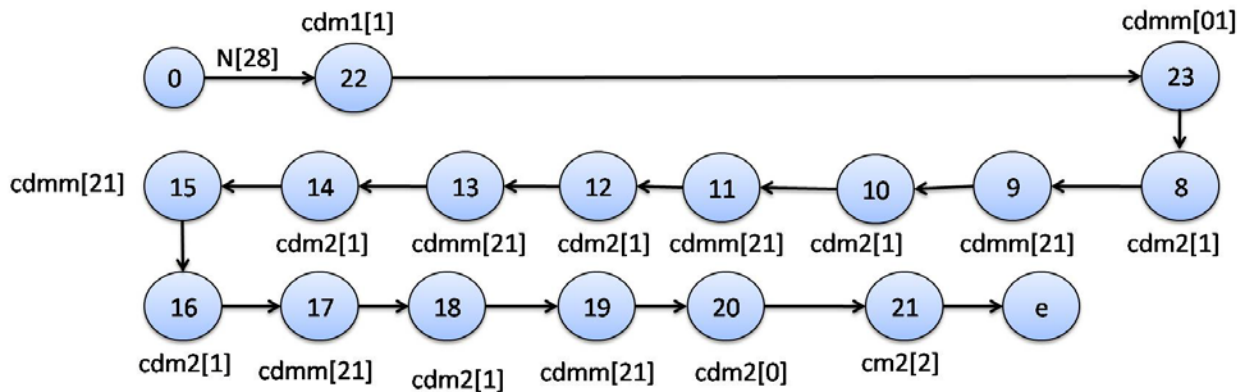 cdm1[1] cdmm[01]
0 N[28] 22 23
cdmm[21] 15 14 13 12 11 10 9 8
cdm2[1] cdmm[21] cdm2[1] cdmm[21] cdm2[1] cdmm[21] cdm2[1]
16 17 18 19 20 21 e
cdm2[1] cdmm[21] cdm2[1] cdmm[21] cdm2[0] cm2[2]